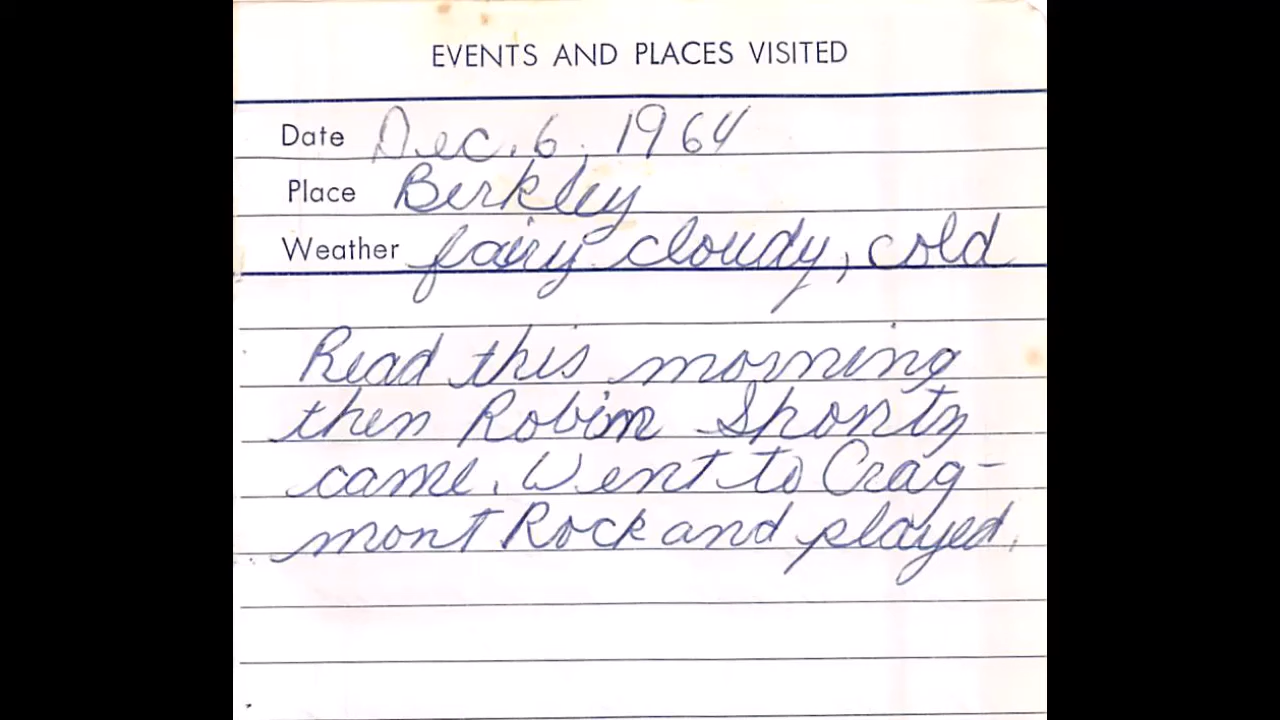 EVENTS AND PLACES VISITED
Date Dec. 6, 1964
Place Berkley
Weather fairy cloudy, cold
Read this morning
then Robin Shontz
came. Went to Crag-
mont Rock and played.